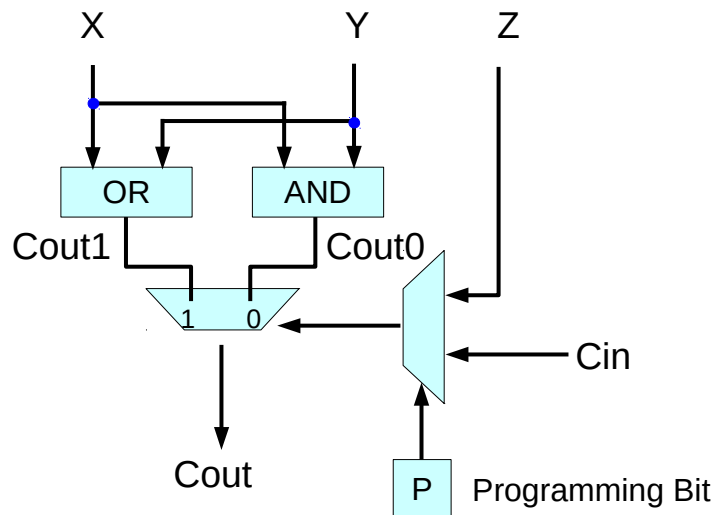 X Y Z
OR AND
Cout1 Cout0
1 0
Cin
Cout
P Programming Bit